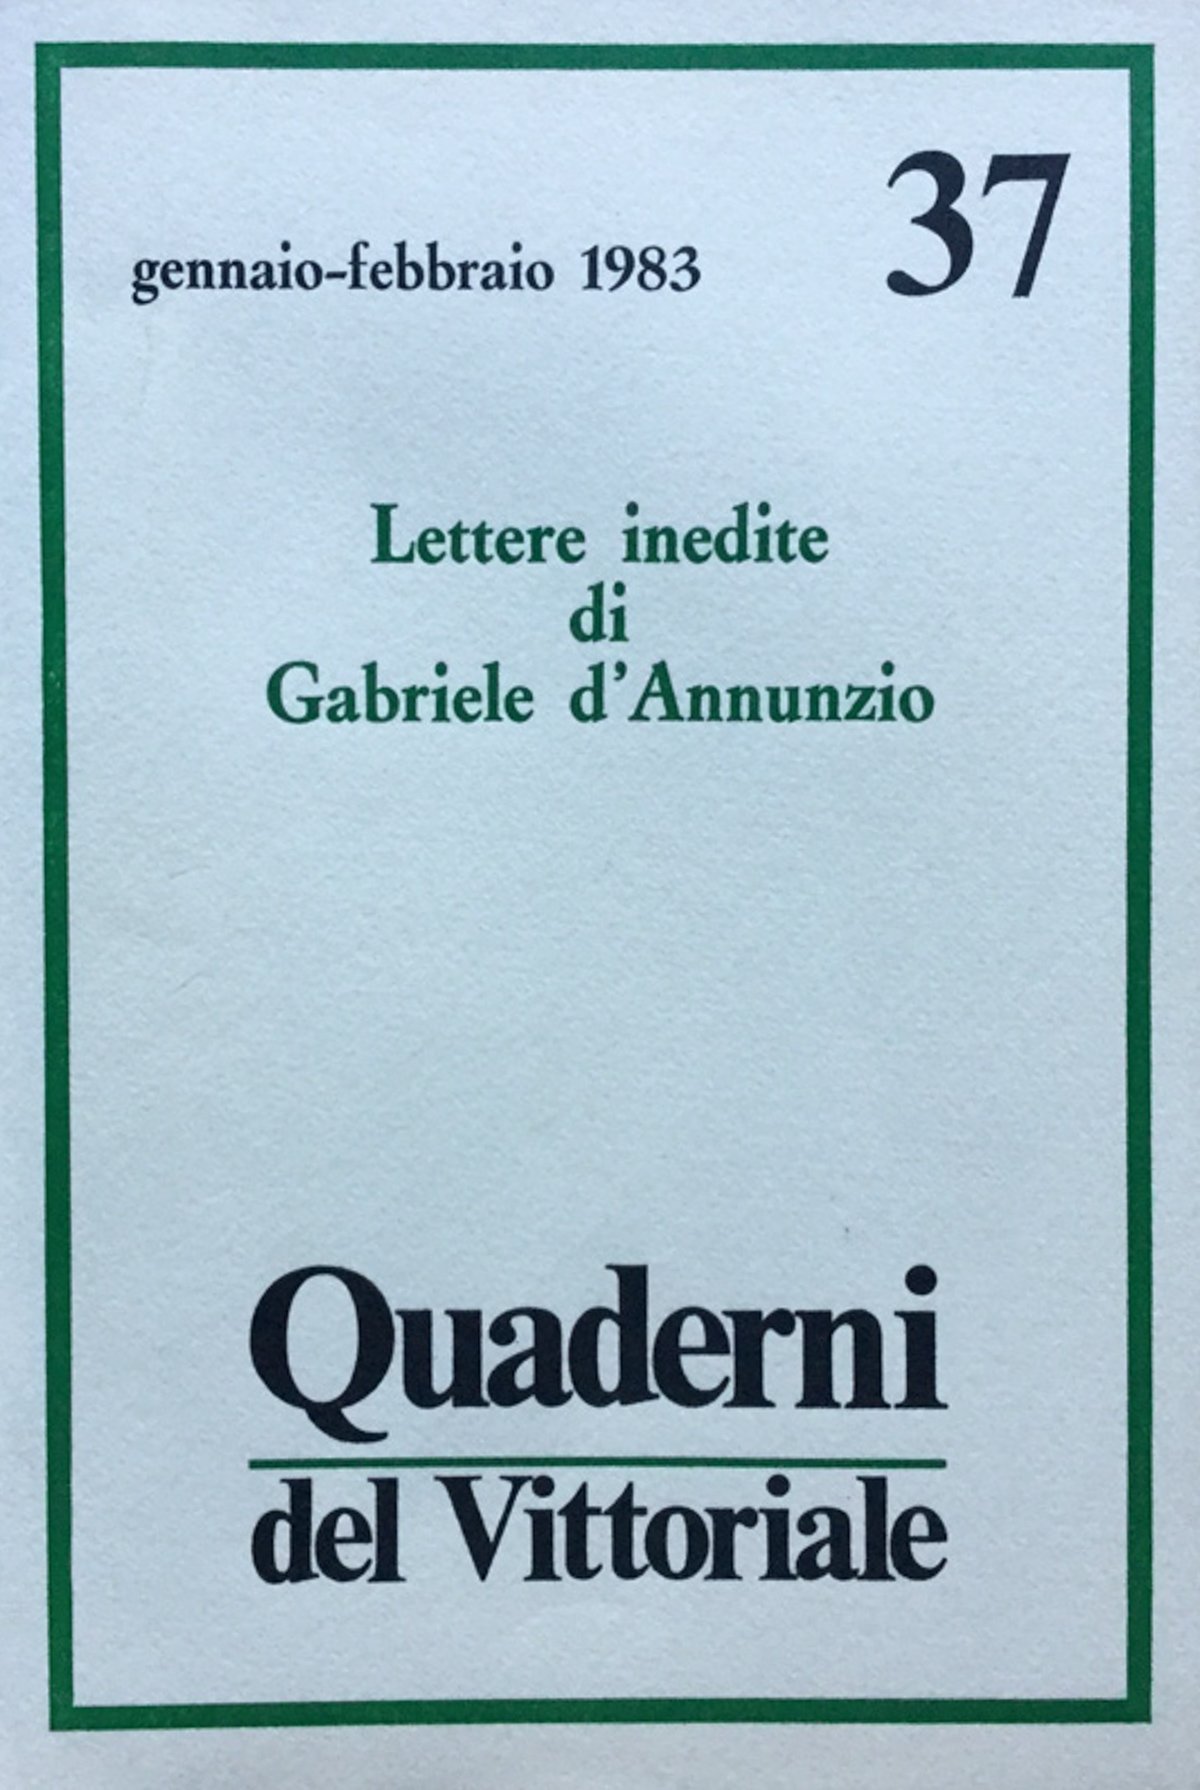 37
gennaio-febbraio 1983
Lettere inedite
di
Gabriele d'Annunzio
Quaderni
del Vittoriale